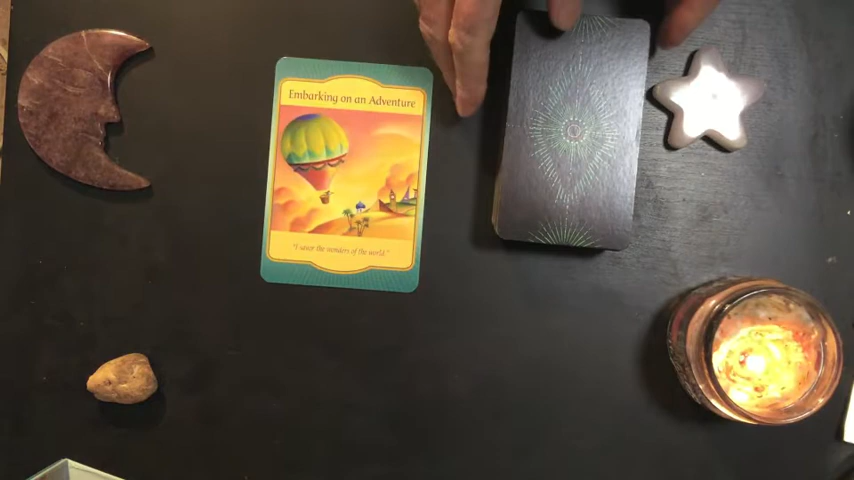 Embarking on an Adventure
"I savor the wonders of the world."